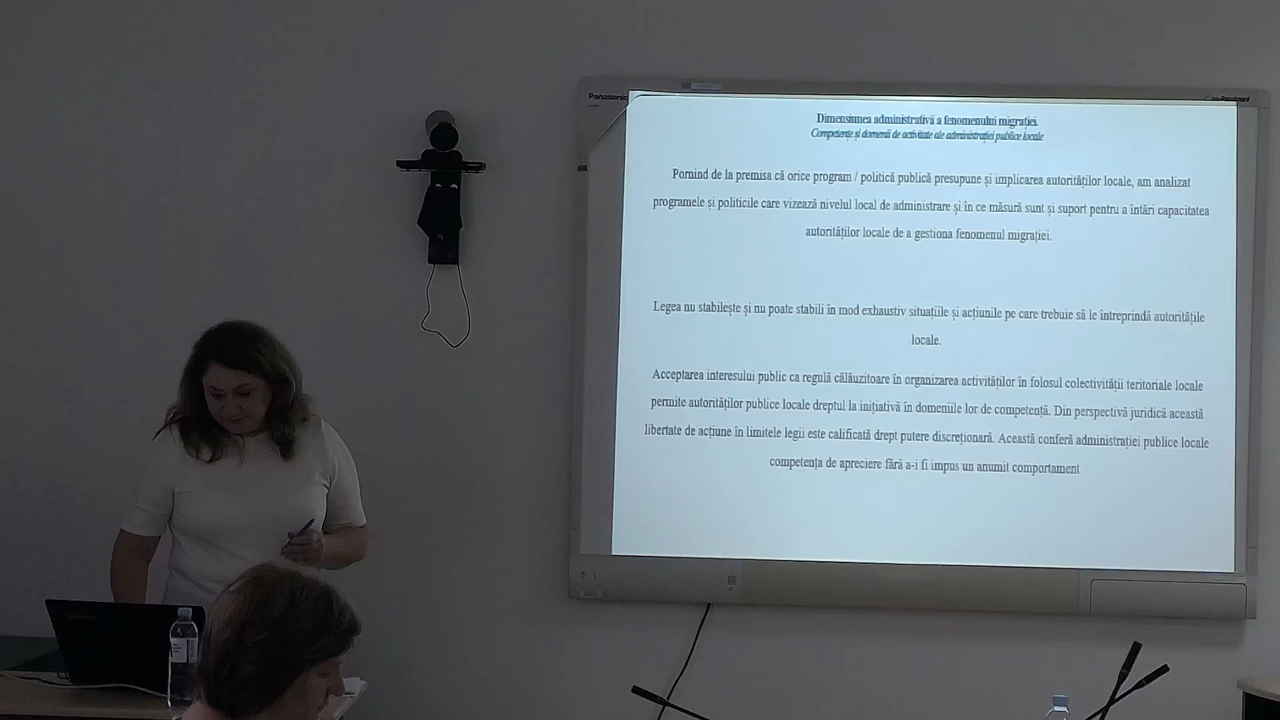 Panasonic
Dimensiunea administrativă a fenomenului migrației.
Competențe și domenii de activitate ale administrației publice locale
Pornind de la premisa că orice program / politică publică presupune și implicarea autorităților locale, am analizat
programele și politicile care vizează nivelul local de administrare și în ce măsură sunt și suport pentru a întări capacitatea
autorităților locale de a gestiona fenomenul migrației.
Legea nu stabilește și nu poate stabili în mod exhaustiv situațiile și acțiunile pe care trebuie să le întreprindă autoritățile
locale.
Acceptarea interesului public ca regulă călăuzitoare în organizarea activităților în folosul colectivității teritoriale locale
permite autorităților publice locale dreptul la inițiativă în domeniile lor de competență. Din perspectivă juridică această
libertate de acțiune în limitele legii este calificată drept putere discreționară. Această conferă administrației publice locale
competența de apreciere fără a-i fi impus un anumit comportament